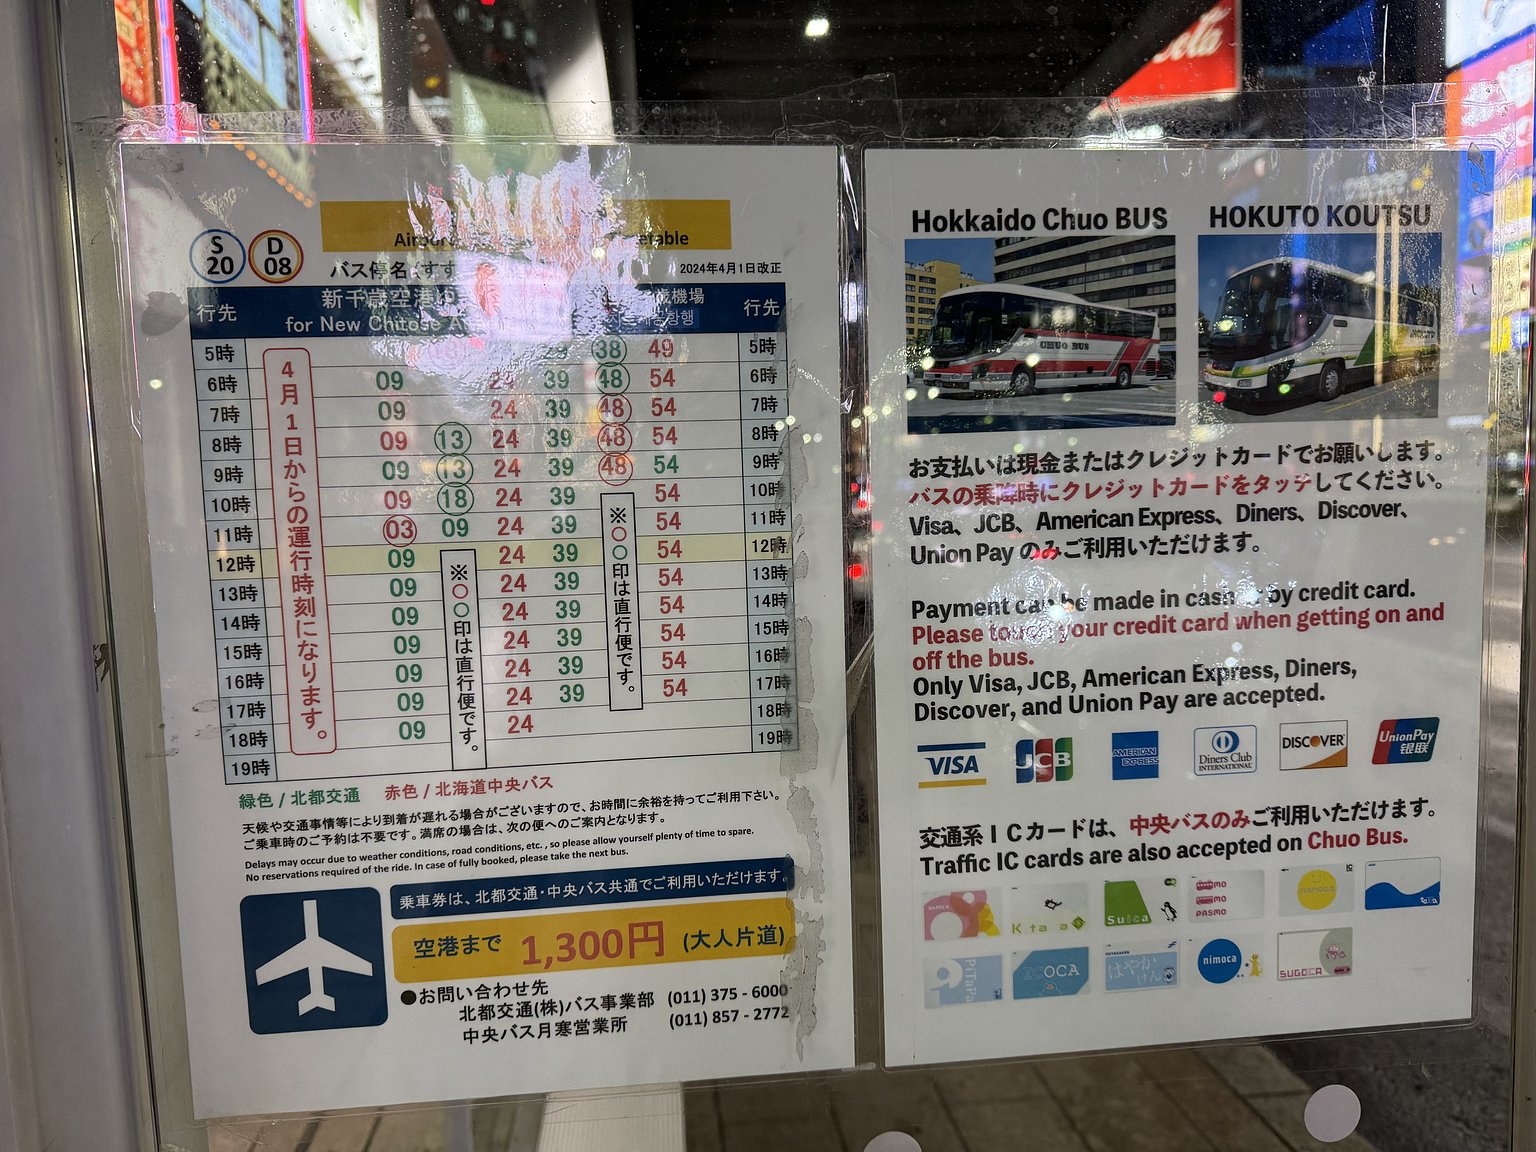 cola
S
20
D
08
Airport
バス停名
2024年4月1日改正
行先
新千歳空港
for New Chitose
機場
공항행
行先
4月1日からの運行時刻になります。
5時 29 38 49 5時
6時 09 24 39 48 54 6時
7時 09 24 39 48 54 7時
8時 09 13 24 39 48 54 8時
9時 09 13 24 39 48 54 9時
10時 09 18 24 39 54 10時
11時 03 09 24 39 54 11時
12時 09 24 39 54 12時
13時 09 24 39 54 13時
14時 09 24 39 54 14時
15時 09 24 39 54 15時
16時 09 24 39 54 16時
17時 09 24 39 54 17時
18時 09 24 18時
19時 19時
※○○印は直行便です。
※○○印は直行便です。
緑色 / 北都交通 赤色 / 北海道中央バス
天候や交通事情等により到着が遅れる場合がございますので、お時間に余裕を持ってご利用下さい。
ご乗車時のご予約は不要です。満席の場合は、次の便へのご案内となります。
Delays may occur due to weather conditions, road conditions, etc. , so please allow yourself plenty of time to spare.
No reservations required of the ride. In case of fully booked, please take the next bus.
乗車券は、北都交通・中央バス共通でご利用いただけます。
空港まで 1,300円 (大人片道)
●お問い合わせ先
北都交通(株)バス事業部 (011) 375 - 6000
中央バス月寒営業所 (011) 857 - 2772
Hokkaido Chuo BUS
HOKUTO KOUTSU
CHUO BUS
お支払いは現金またはクレジットカードでお願いします。
バスの乗降時にクレジットカードをタッチしてください。
Visa、JCB、American Express、Diners、Discover、
Union Pay のみご利用いただけます。
Payment can be made in cash or by credit card.
Please touch your credit card when getting on and
off the bus.
Only Visa, JCB, American Express, Diners,
Discover, and Union Pay are accepted.
VISA
JCB
AMERICAN
EXPRESS
Diners Club
INTERNATIONAL
DISCOVER
UnionPay
银联
交通系ＩＣカードは、中央バスのみご利用いただけます。
Traffic IC cards are also accepted on Chuo Bus.
SAPICA
Kitaca
Suica
PASMO
manaca
PiTaPa
ICOCA
はやかけん
nimoca
SUGOCA